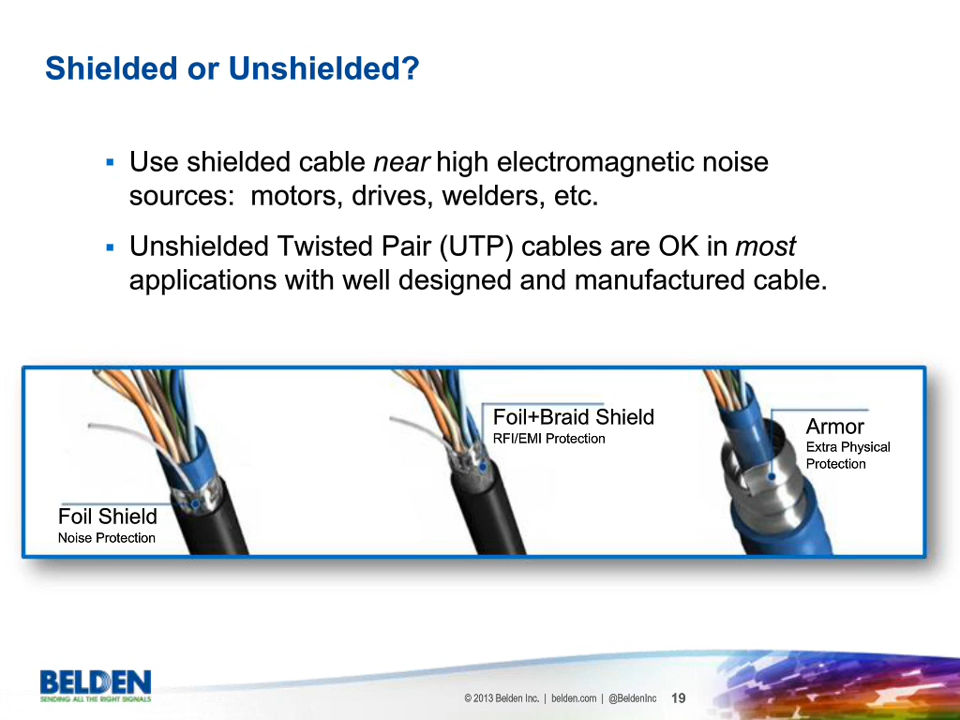 Shielded or Unshielded?
▪ Use shielded cable near high electromagnetic noise
sources:  motors, drives, welders, etc.
▪ Unshielded Twisted Pair (UTP) cables are OK in most
applications with well designed and manufactured cable.
Foil Shield
Noise Protection
Foil+Braid Shield
RFI/EMI Protection
Armor
Extra Physical
Protection
BELDEN
SENDING ALL THE RIGHT SIGNALS
© 2013 Belden Inc. | belden.com | @BeldenInc 19